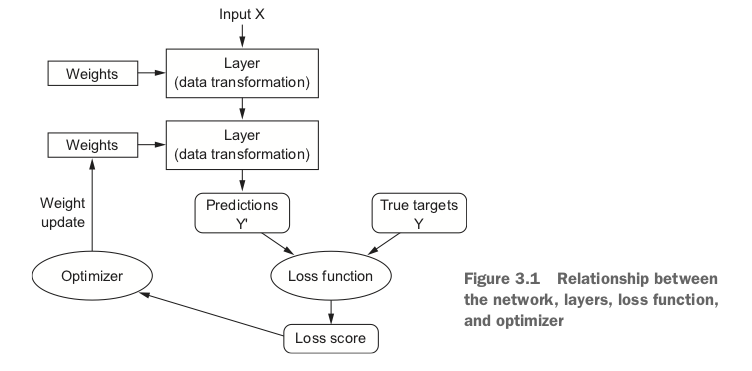 Input X
Weights
Layer
(data transformation)
Weights
Layer
(data transformation)
Weight
update
Predictions
Y'
True targets
Y
Optimizer
Loss function
Loss score
Figure 3.1 Relationship between
the network, layers, loss function,
and optimizer